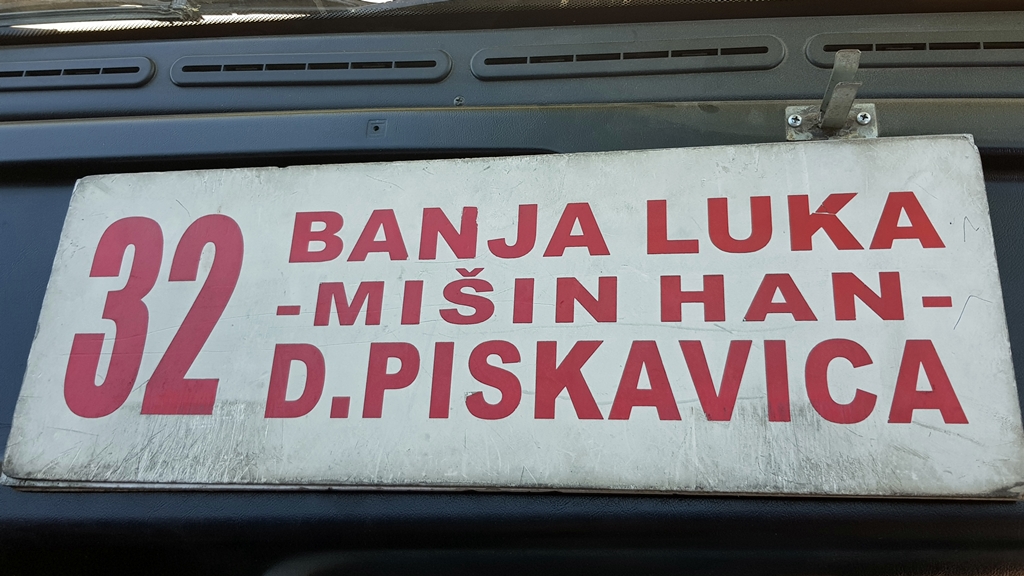 32
BANJA LUKA
-MIŠIN HAN-
D.PISKAVICA